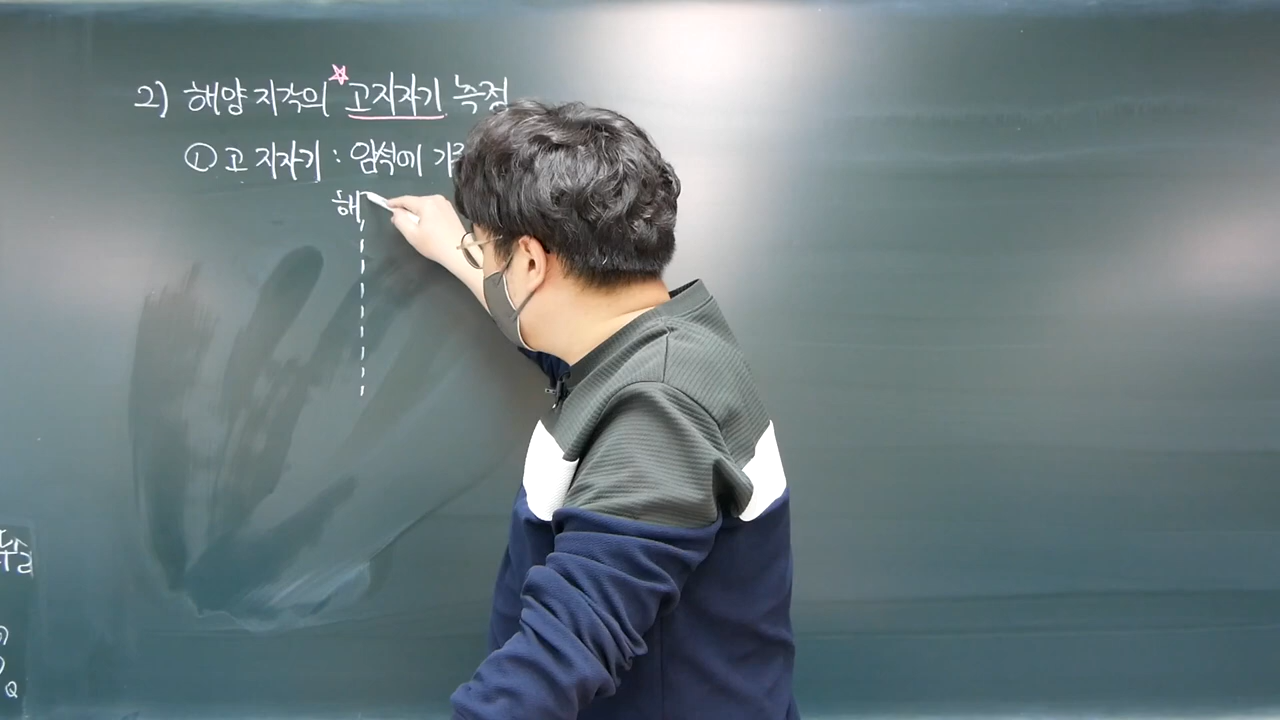 2) 해양 지각의 고지자기 측정
① 고 지자기 : 암석에
해